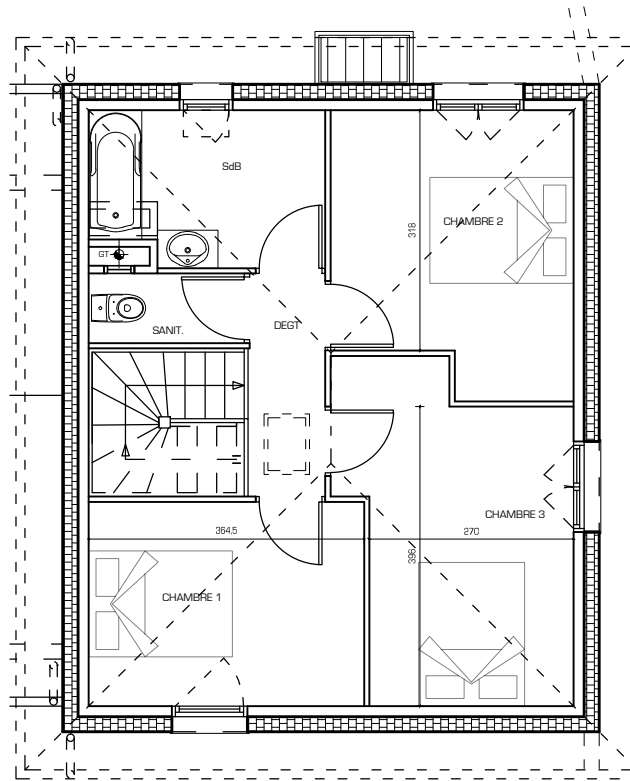 SdB
CHAMBRE 2
318
GT
SANIT.
DEGT
CHAMBRE 3
364,5
270
396
CHAMBRE 1